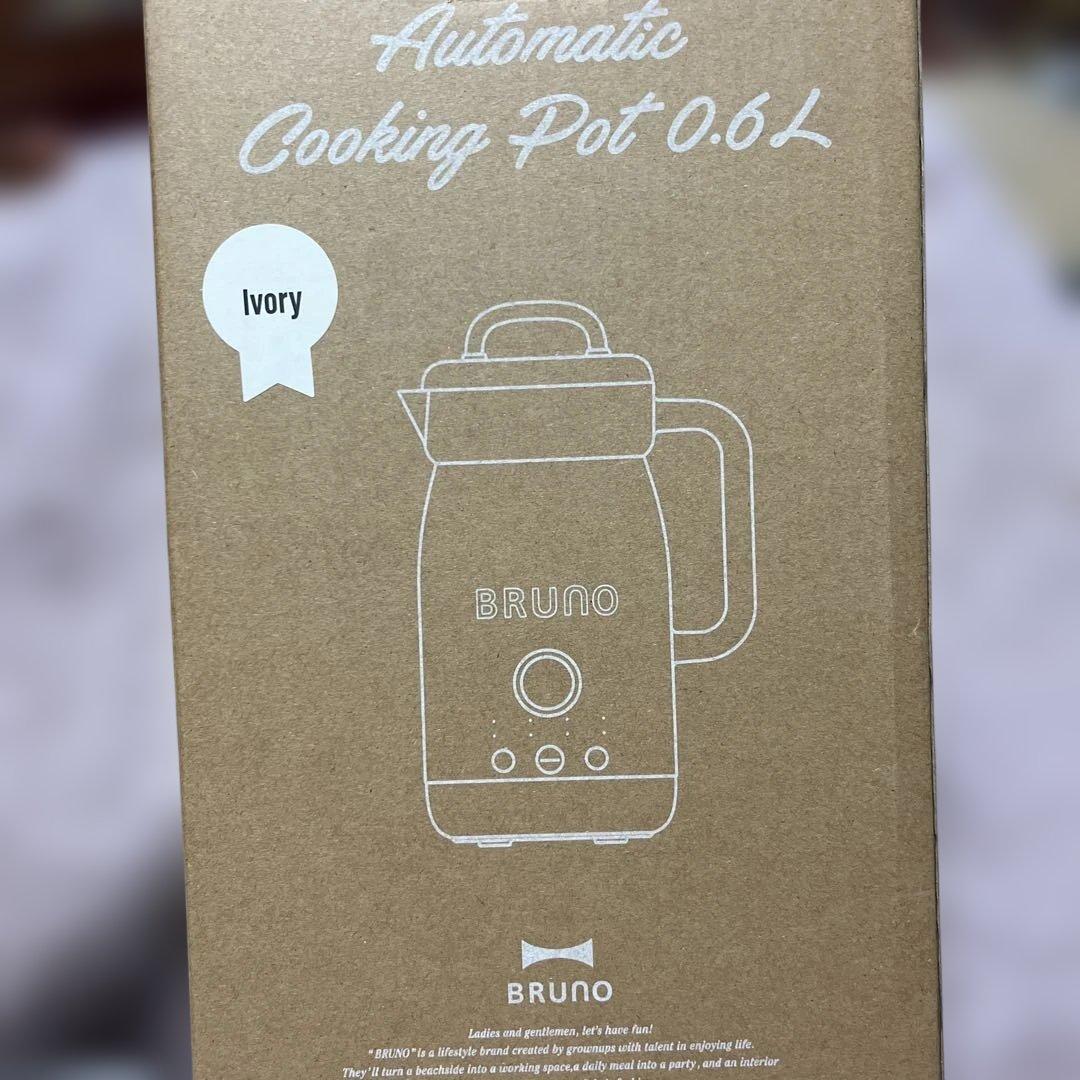 Automatic
Cooking Pot 0.6L
Ivory
BRUNO
BRUNO
Ladies and gentlemen, let's have fun!
"BRUNO" is a lifestyle brand created by grownups with talent in enjoying life.
They'll turn a beachside into a working space,a daily meal into a party, and an interior